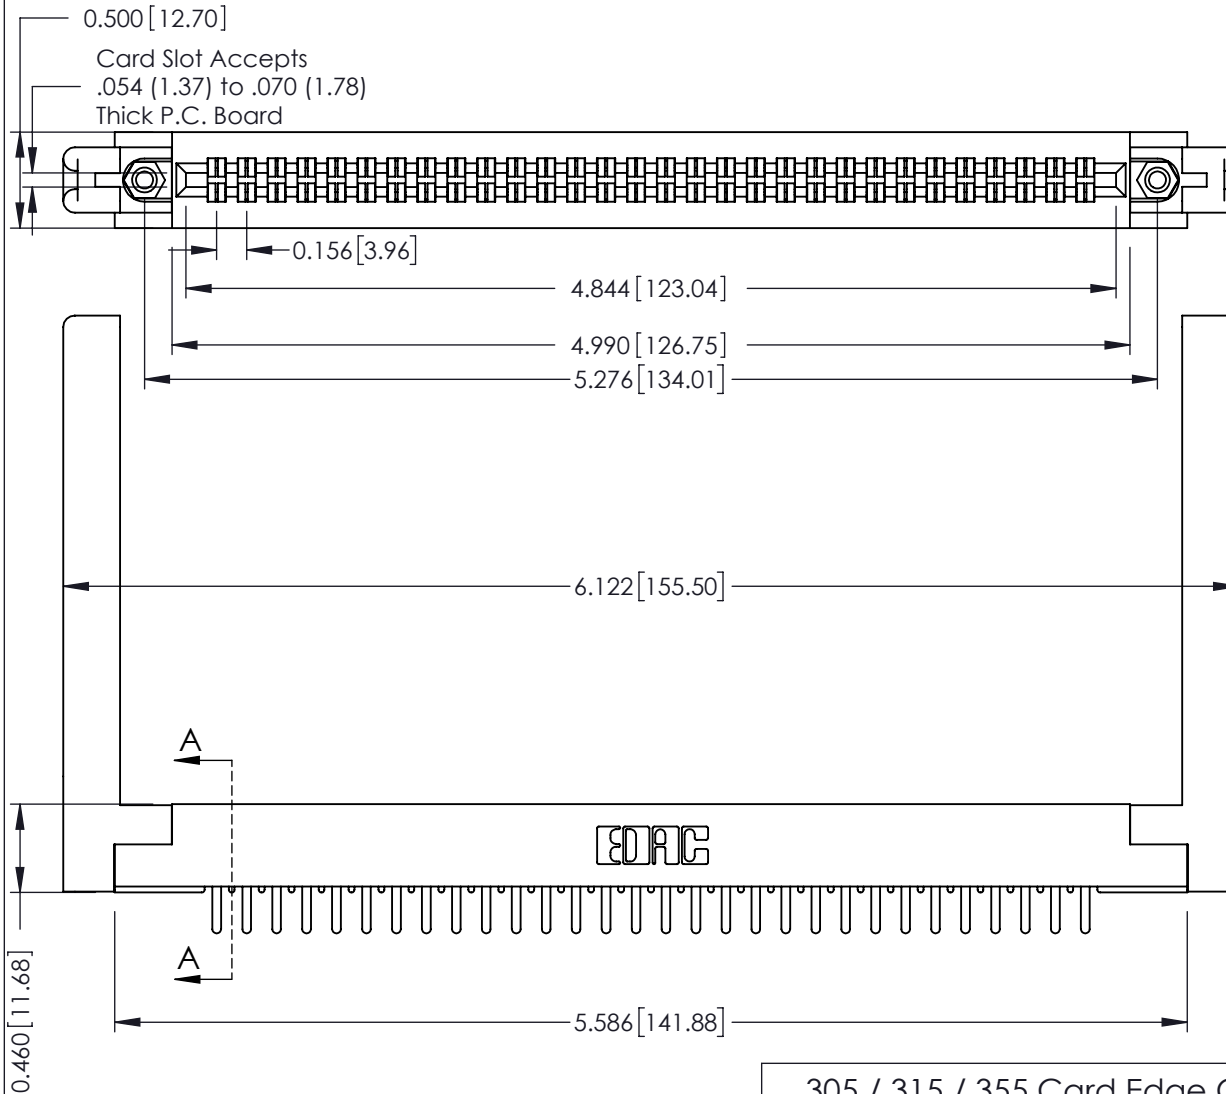 0.500 [12.70]
Card Slot Accepts
.054 (1.37) to .070 (1.78)
Thick P.C. Board
0.156 [3.96]
4.844 [123.04]
4.990 [126.75]
5.276 [134.01]
6.122 [155.50]
A
EDAC
A
0.460 [11.68]
5.586 [141.88]
305 / 315 / 355 Card Edge